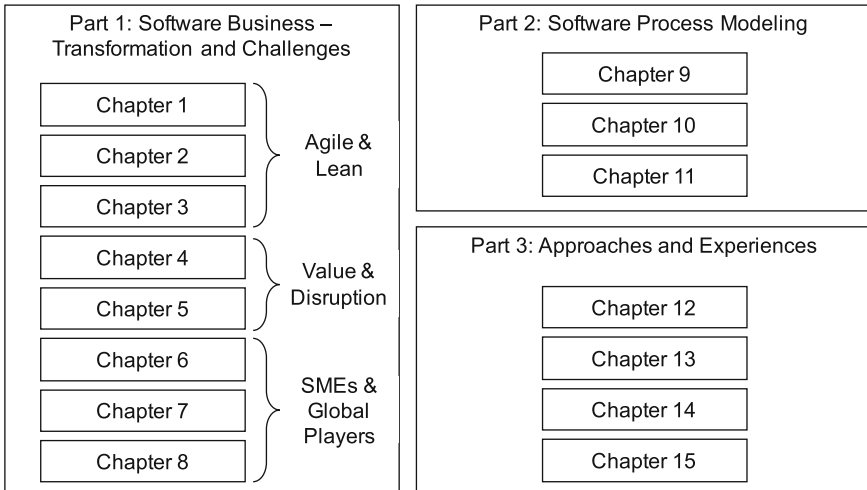 Part 1: Software Business –
Transformation and Challenges
Chapter 1
Chapter 2
Chapter 3
Agile &
Lean
Chapter 4
Chapter 5
Value &
Disruption
Chapter 6
Chapter 7
Chapter 8
SMEs &
Global
Players
Part 2: Software Process Modeling
Chapter 9
Chapter 10
Chapter 11
Part 3: Approaches and Experiences
Chapter 12
Chapter 13
Chapter 14
Chapter 15